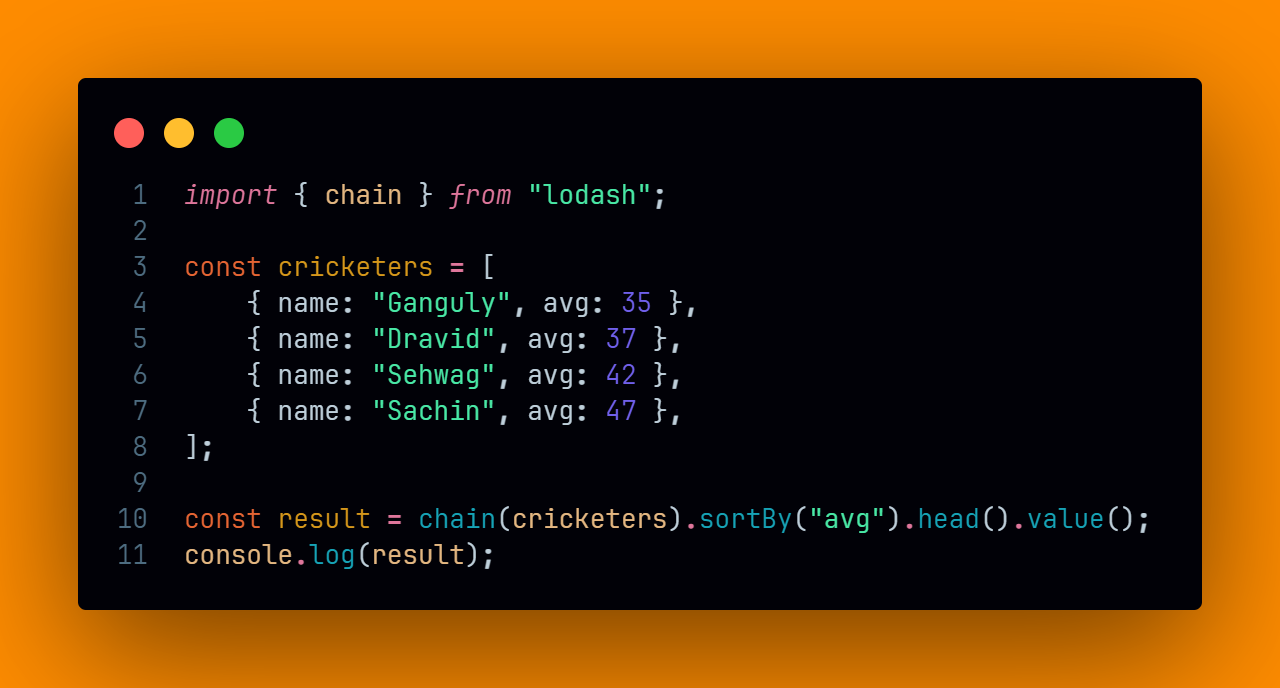 1 import { chain } from "lodash";
2
3 const cricketers = [
4     { name: "Ganguly", avg: 35 },
5     { name: "Dravid", avg: 37 },
6     { name: "Sehwag", avg: 42 },
7     { name: "Sachin", avg: 47 },
8 ];
9
10 const result = chain(cricketers).sortBy("avg").head().value();
11 console.log(result);